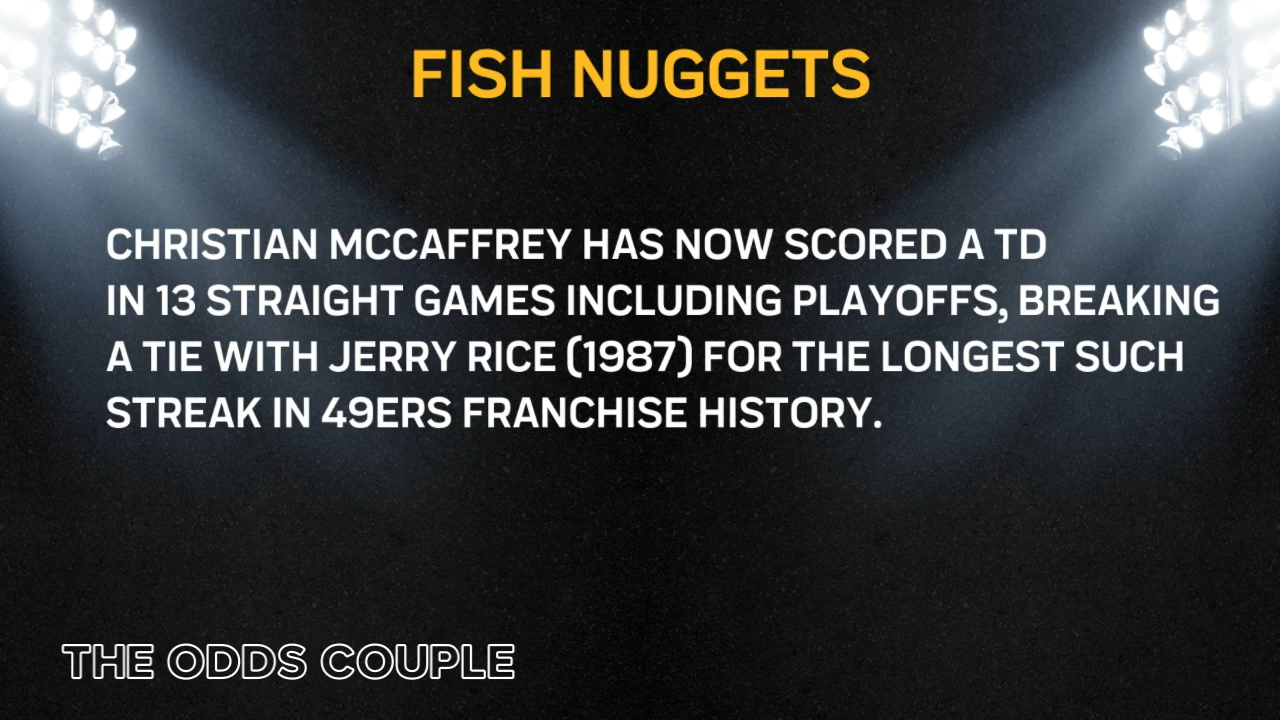 FISH NUGGETS
CHRISTIAN MCCAFFREY HAS NOW SCORED A TD
IN 13 STRAIGHT GAMES INCLUDING PLAYOFFS, BREAKING
A TIE WITH JERRY RICE (1987) FOR THE LONGEST SUCH
STREAK IN 49ERS FRANCHISE HISTORY.
THE ODDS COUPLE